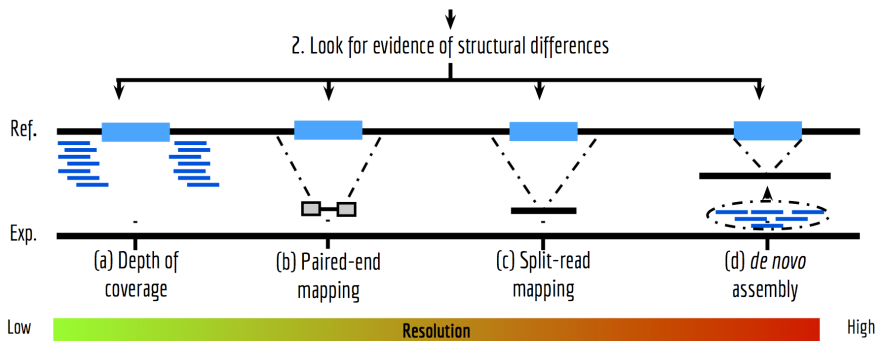 2. Look for evidence of structural differences
Ref.
Exp.
(a) Depth of
coverage
(b) Paired-end
mapping
(c) Split-read
mapping
(d) de novo
assembly
Low
Resolution
High